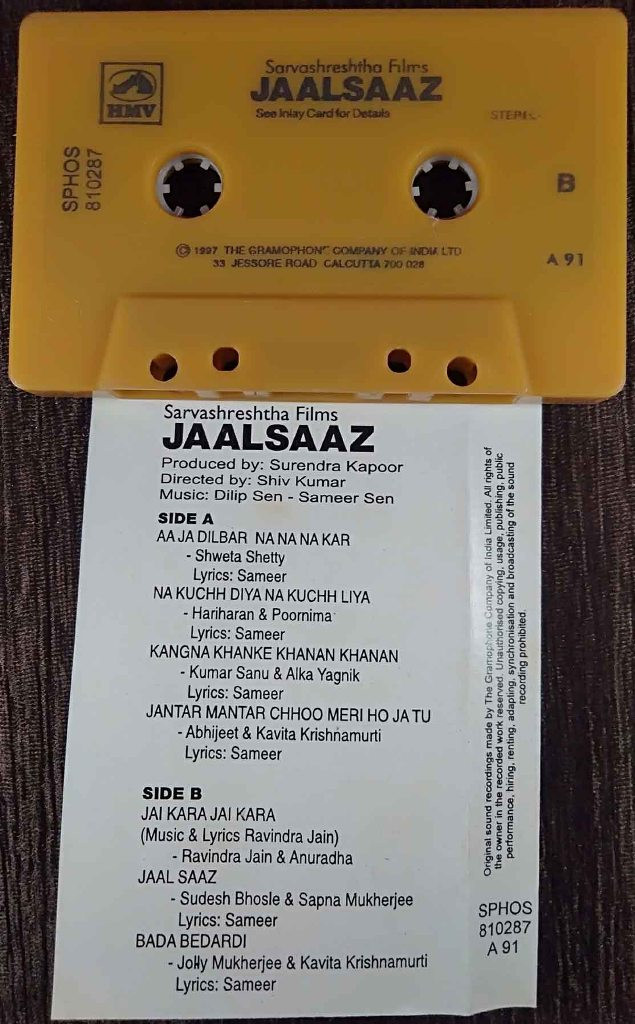 Sarvashreshtha Films
JAALSAAZ
HMV
See Inlay Card for Details
SPHOS
810287
B
© 1997 THE GRAMOPHONE COMPANY OF INDIA LTD
33 JESSORE ROAD CALCUTTA 700 028
A 91
Sarvashreshtha Films
JAALSAAZ
Produced by: Surendra Kapoor
Directed by: Shiv Kumar
Music: Dilip Sen - Sameer Sen
SIDE A
AA JA DILBAR NA NA NA KAR
- Shweta Shetty
Lyrics: Sameer
NA KUCHH DIYA NA KUCHH LIYA
- Hariharan & Poornima
Lyrics: Sameer
KANGNA KHANKE KHANAN KHANAN
- Kumar Sanu & Alka Yagnik
Lyrics: Sameer
JANTAR MANTAR CHHOO MERI HO JA TU
- Abhijeet & Kavita Krishnamurti
Lyrics: Sameer
SIDE B
JAI KARA JAI KARA
(Music & Lyrics Ravindra Jain)
- Ravindra Jain & Anuradha
JAAL SAAZ
- Sudesh Bhosle & Sapna Mukherjee
Lyrics: Sameer
BADA BEDARDI
- Jolly Mukherjee & Kavita Krishnamurti
Lyrics: Sameer
Original sound recordings made by The Gramophone Company of India Limited. All rights of
the owner in the recorded work reserved. Unauthorised copying, usage, publishing, public
performance, hiring, renting, adapting, synchronisation and broadcasting of the sound
recording prohibited.
SPHOS
810287
A 91